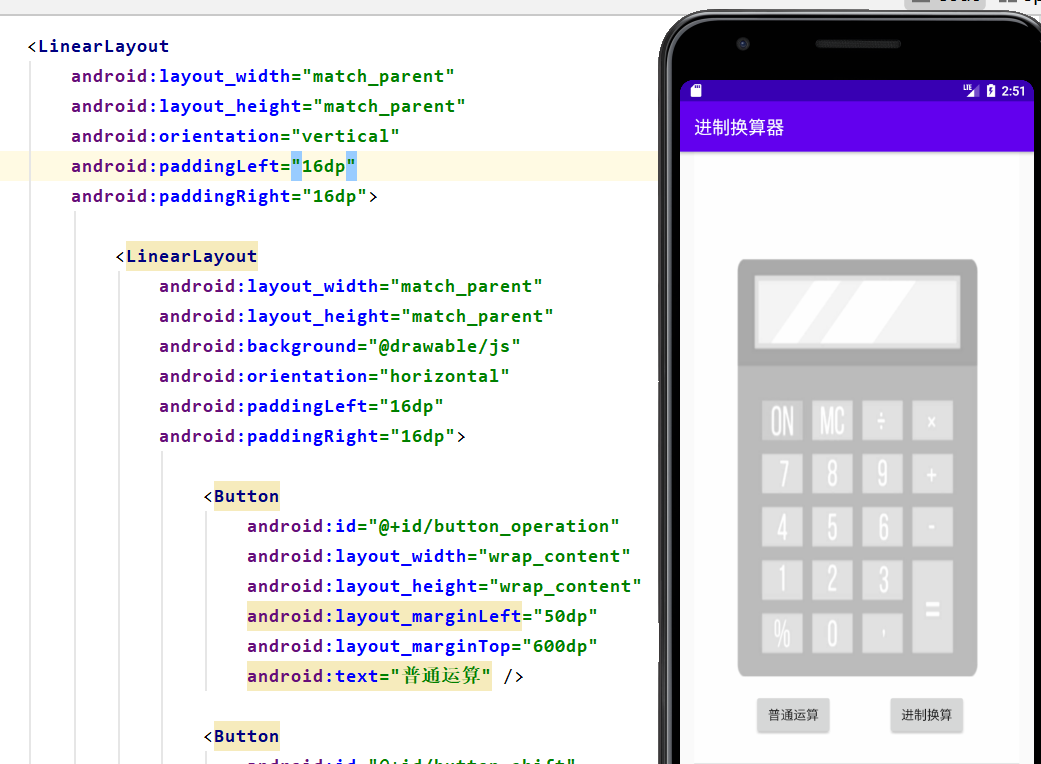 <LinearLayout
android:layout_width="match_parent"
android:layout_height="match_parent"
android:orientation="vertical"
android:paddingLeft="16dp"
android:paddingRight="16dp">
<LinearLayout
android:layout_width="match_parent"
android:layout_height="match_parent"
android:background="@drawable/js"
android:orientation="horizontal"
android:paddingLeft="16dp"
android:paddingRight="16dp">
<Button
android:id="@+id/button_operation"
android:layout_width="wrap_content"
android:layout_height="wrap_content"
android:layout_marginLeft="50dp"
android:layout_marginTop="600dp"
android:text="普通运算" />
<Button
LTE 2:51
进制换算器
ON MC ÷ ×
7 8 9 +
4 5 6 -
1 2 3 =
% 0 .
普通运算 进制换算